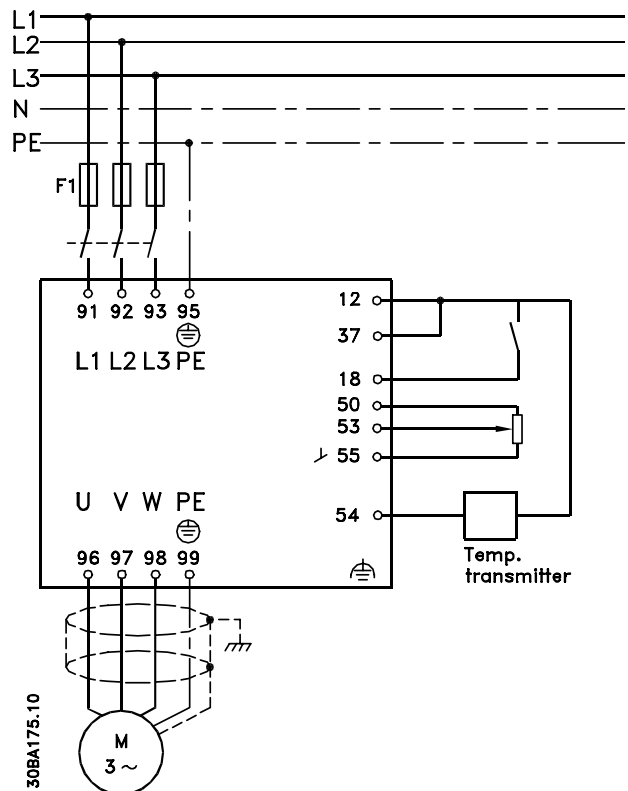 L1
L2
L3
N
PE
F1
91 92 93 95
L1 L2 L3 PE
12
37
18
50
53
55
54
U V W PE
96 97 98 99
Temp.
transmitter
M
3 ~
30BA175.10